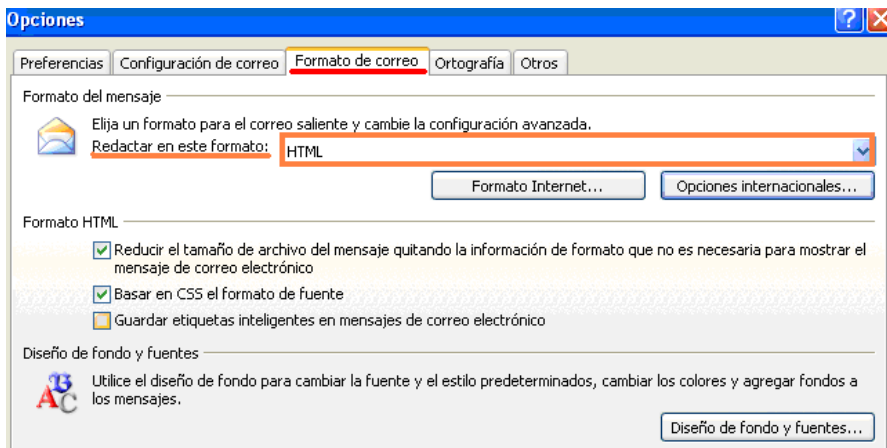 Opciones
Preferencias Configuración de correo Formato de correo Ortografía Otros
Formato del mensaje
Elija un formato para el correo saliente y cambie la configuración avanzada.
Redactar en este formato: HTML
Formato Internet... Opciones internacionales...
Formato HTML
Reducir el tamaño de archivo del mensaje quitando la información de formato que no es necesaria para mostrar el
mensaje de correo electrónico
Basar en CSS el formato de fuente
Guardar etiquetas inteligentes en mensajes de correo electrónico
Diseño de fondo y fuentes
Utilice el diseño de fondo para cambiar la fuente y el estilo predeterminados, cambiar los colores y agregar fondos a
los mensajes.
Diseño de fondo y fuentes...